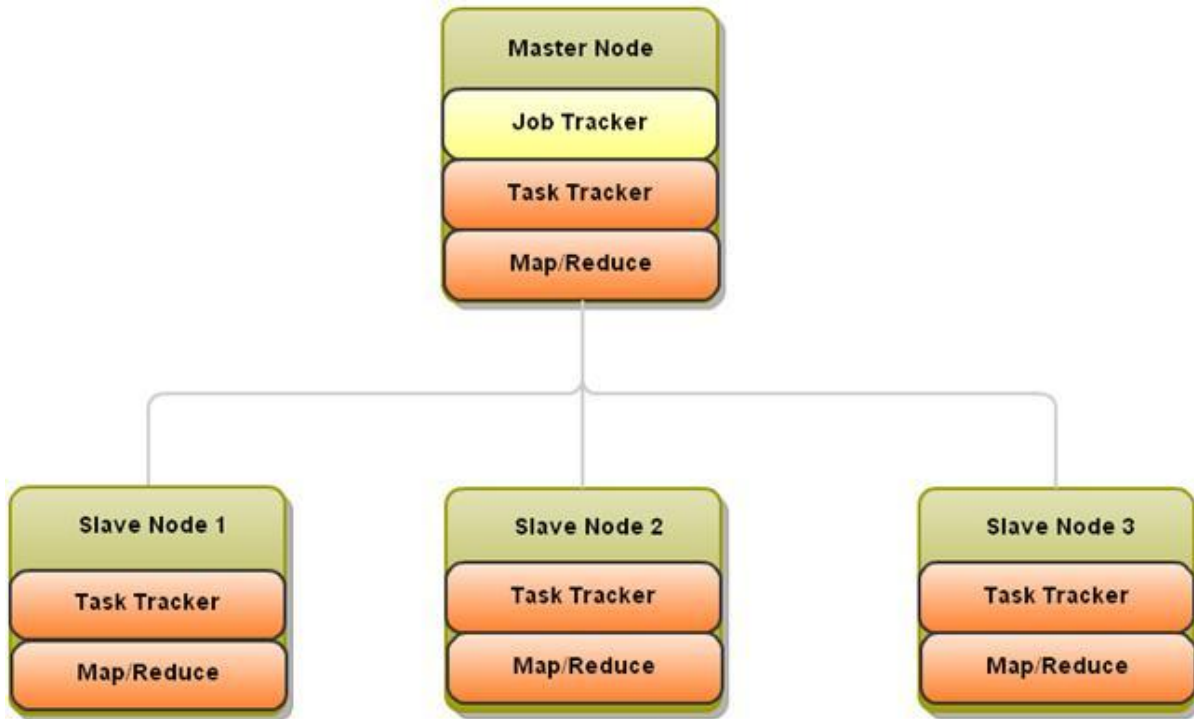 Master Node
Job Tracker
Task Tracker
Map/Reduce
Slave Node 1
Task Tracker
Map/Reduce
Slave Node 2
Task Tracker
Map/Reduce
Slave Node 3
Task Tracker
Map/Reduce